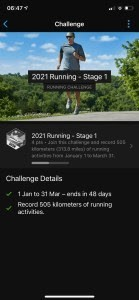 06:47
Challenge
2021 Running - Stage 1
RUNNING CHALLENGE
2021 Running - Stage 1
4 pts - Join this challenge and record 505
kilometers (313.8 miles) of running
activities from January 1 to March 31.
Challenge Details
1 Jan to 31 Mar – ends in 48 days
Record 505 kilometers of running
activities.